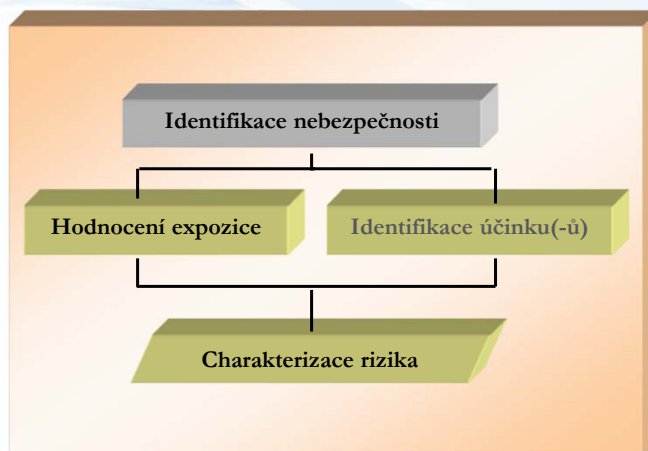 Identifikace nebezpečnosti
Hodnocení expozice
Identifikace účinku(-ů)
Charakterizace rizika